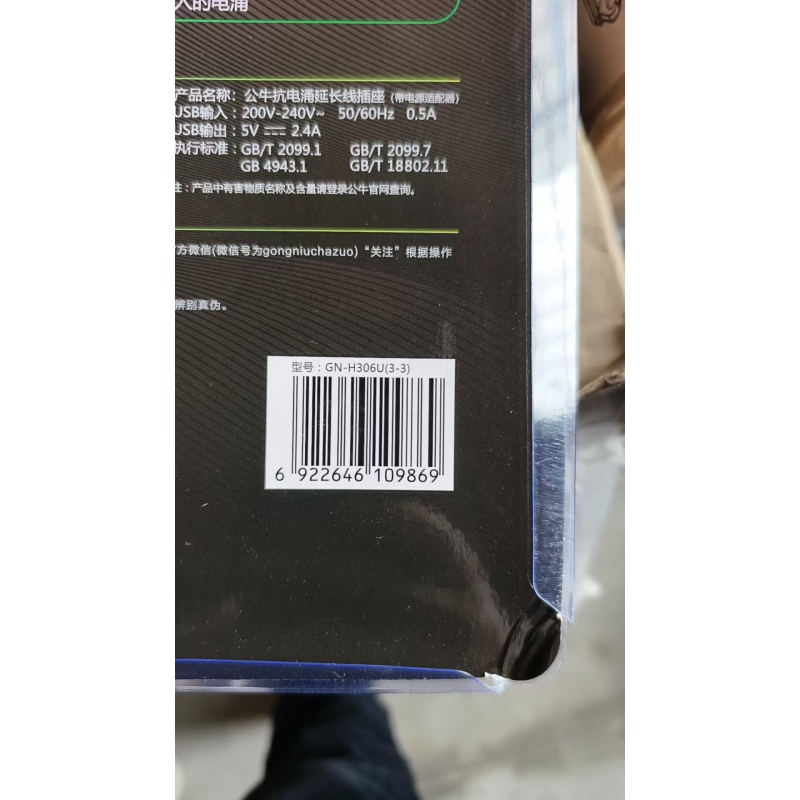 人的电涌
产品名称：公牛抗电涌延长线插座（带电源适配器）
USB输入：200V-240V~ 50/60Hz 0.5A
USB输出：5V 2.4A
执行标准：GB/T 2099.1 GB/T 2099.7
GB 4943.1 GB/T 18802.11
注：产品中有害物质名称及含量请登录公牛官网查询。
方微信(微信号为gongniuchazuo)“关注”根据操作
辨别真伪。
型号：GN-H306U(3-3)
6 922646 109869